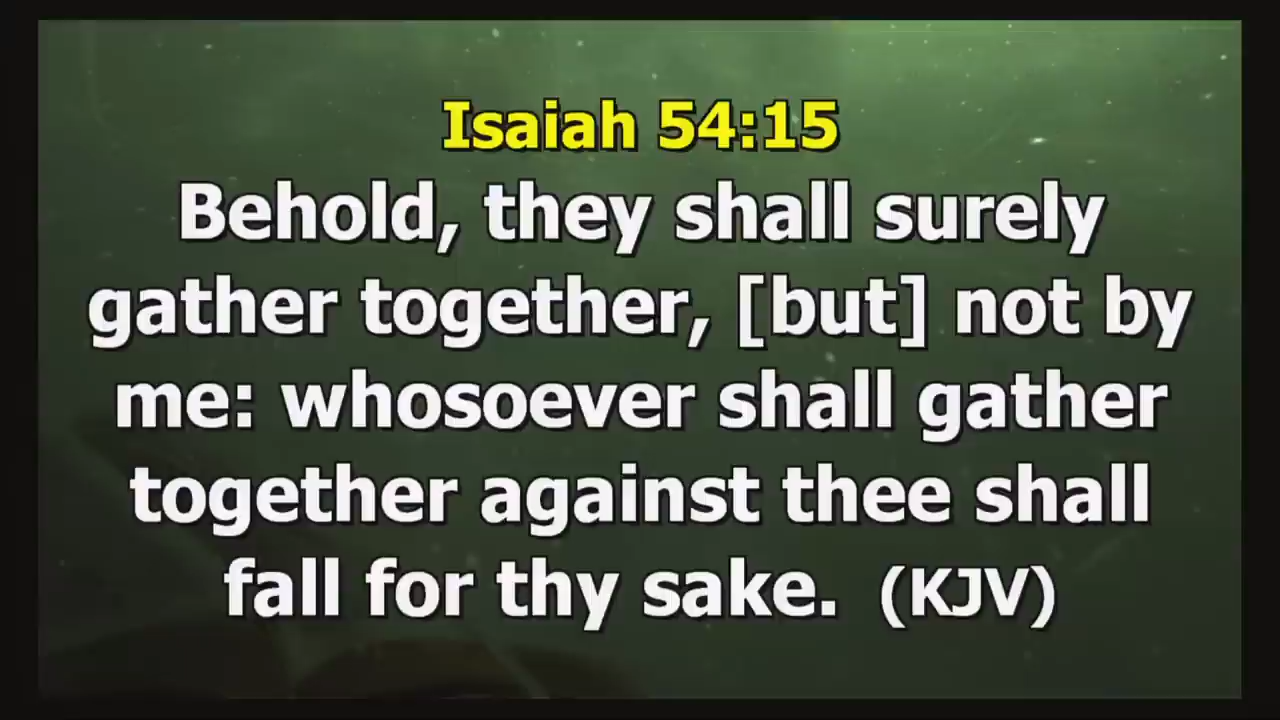 Isaiah 54:15
Behold, they shall surely
gather together, [but] not by
me: whosoever shall gather
together against thee shall
fall for thy sake. (KJV)